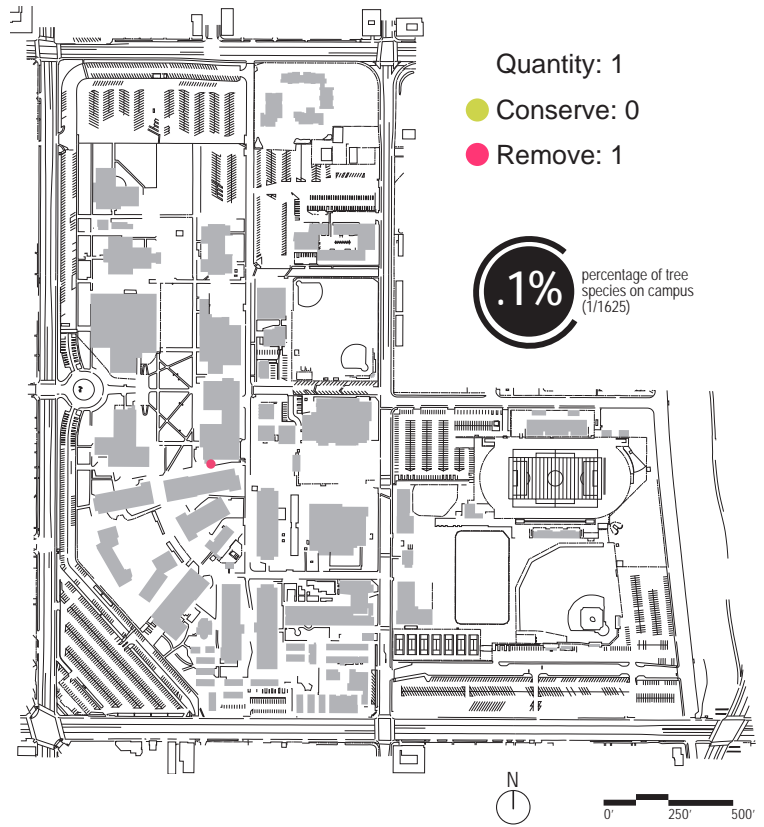 Quantity: 1
Conserve: 0
Remove: 1
.1%
percentage of tree
species on campus
(1/1625)
N
0' 250' 500'